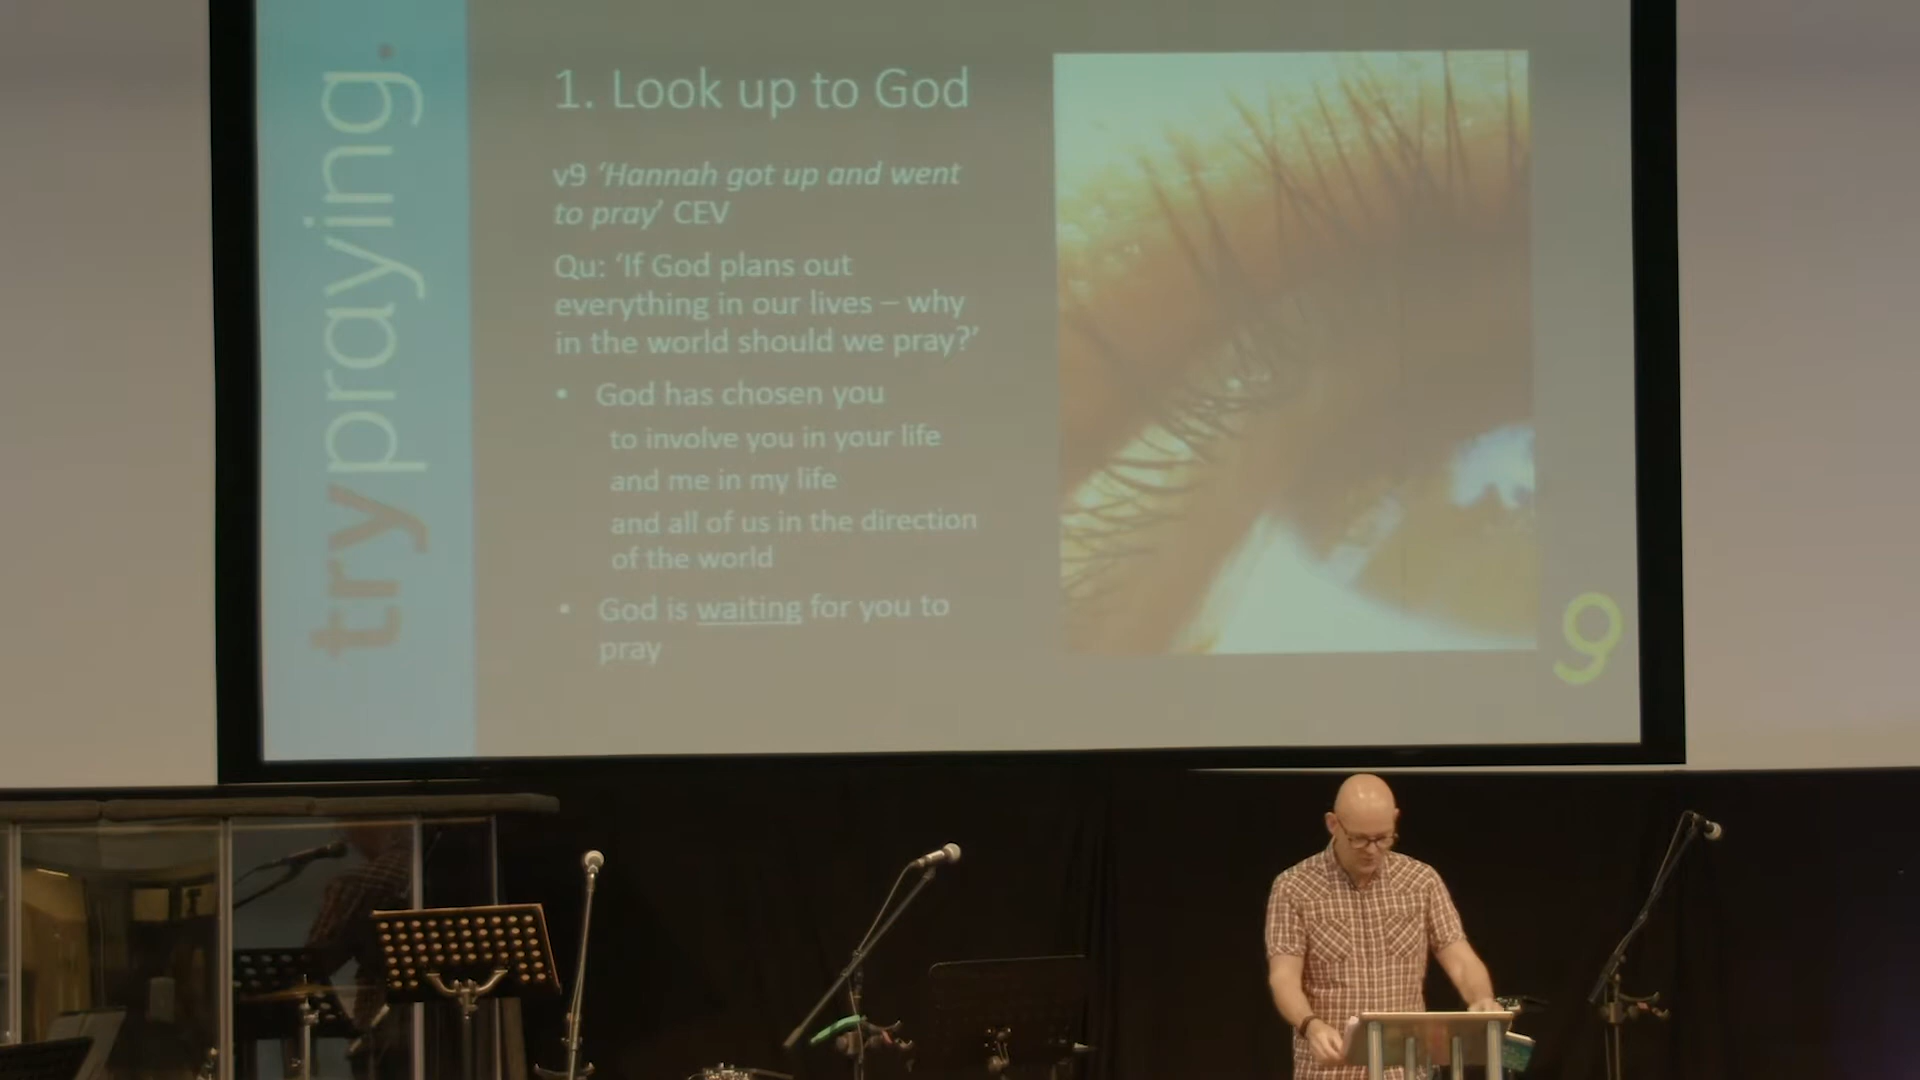 trypraying.
1. Look up to God
v9 ‘Hannah got up and went
to pray’ CEV
Qu: ‘If God plans out
everything in our lives – why
in the world should we pray?’
• God has chosen you
to involve you in your life
and me in my life
and all of us in the direction
of the world
• God is waiting for you to
pray
9